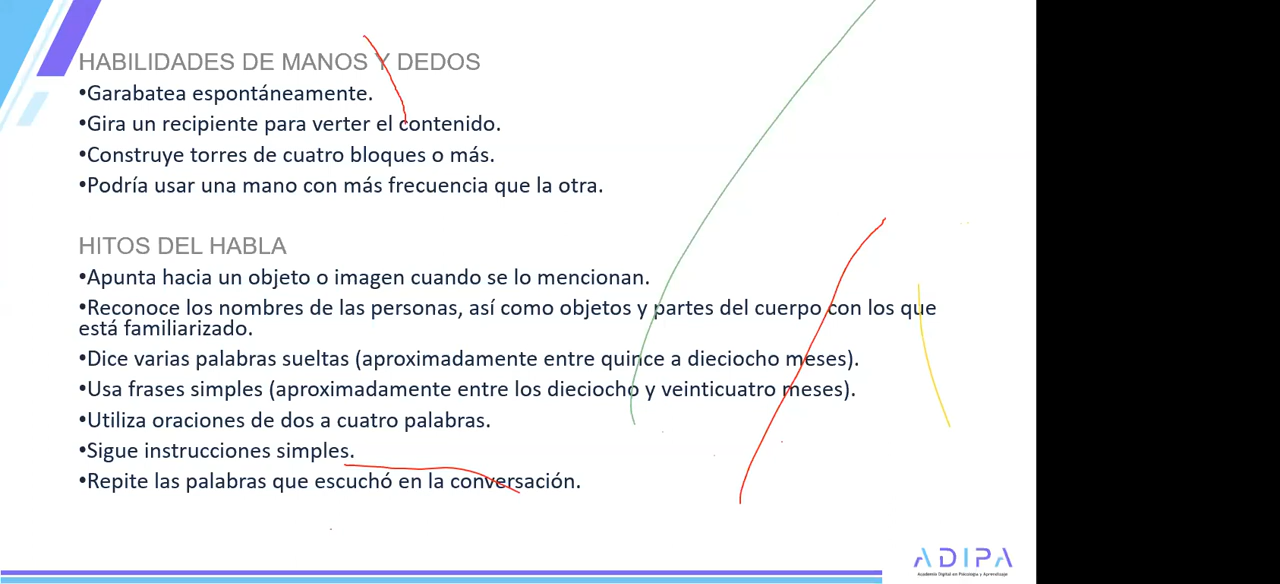 HABILIDADES DE MANOS Y DEDOS
•Garabatea espontáneamente.
•Gira un recipiente para verter el contenido.
•Construye torres de cuatro bloques o más.
•Podría usar una mano con más frecuencia que la otra.
HITOS DEL HABLA
•Apunta hacia un objeto o imagen cuando se lo mencionan.
•Reconoce los nombres de las personas, así como objetos y partes del cuerpo con los que
está familiarizado.
•Dice varias palabras sueltas (aproximadamente entre quince a dieciocho meses).
•Usa frases simples (aproximadamente entre los dieciocho y veinticuatro meses).
•Utiliza oraciones de dos a cuatro palabras.
•Sigue instrucciones simples.
•Repite las palabras que escuchó en la conversación.
ADIPA
Academia Digital en Psicología y Aprendizaje